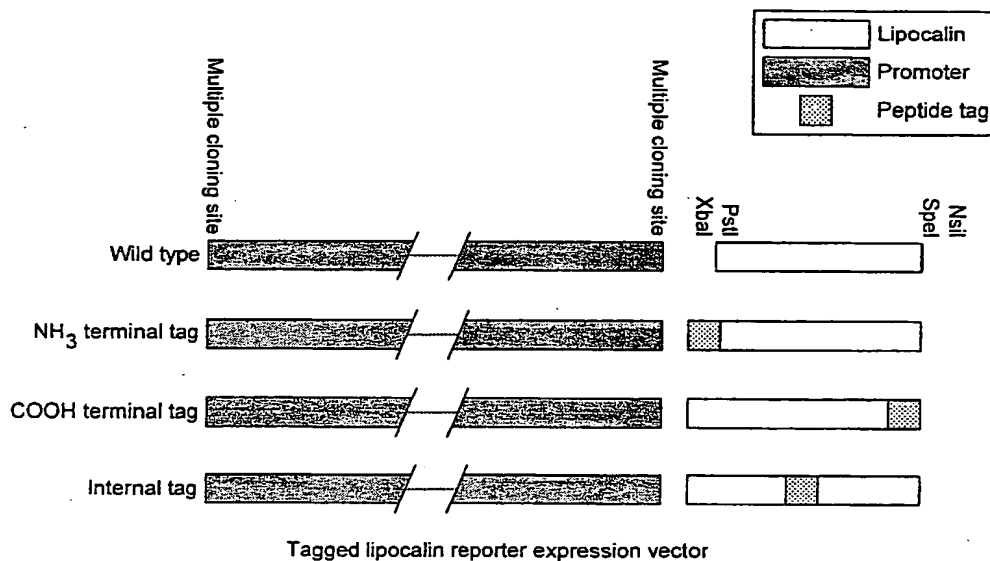 Lipocalin
Promoter
Peptide tag
Multiple cloning site
Multiple cloning site
XbaI
PstI
SpeI
NsiI
Wild type
NH3 terminal tag
COOH terminal tag
Internal tag
Tagged lipocalin reporter expression vector